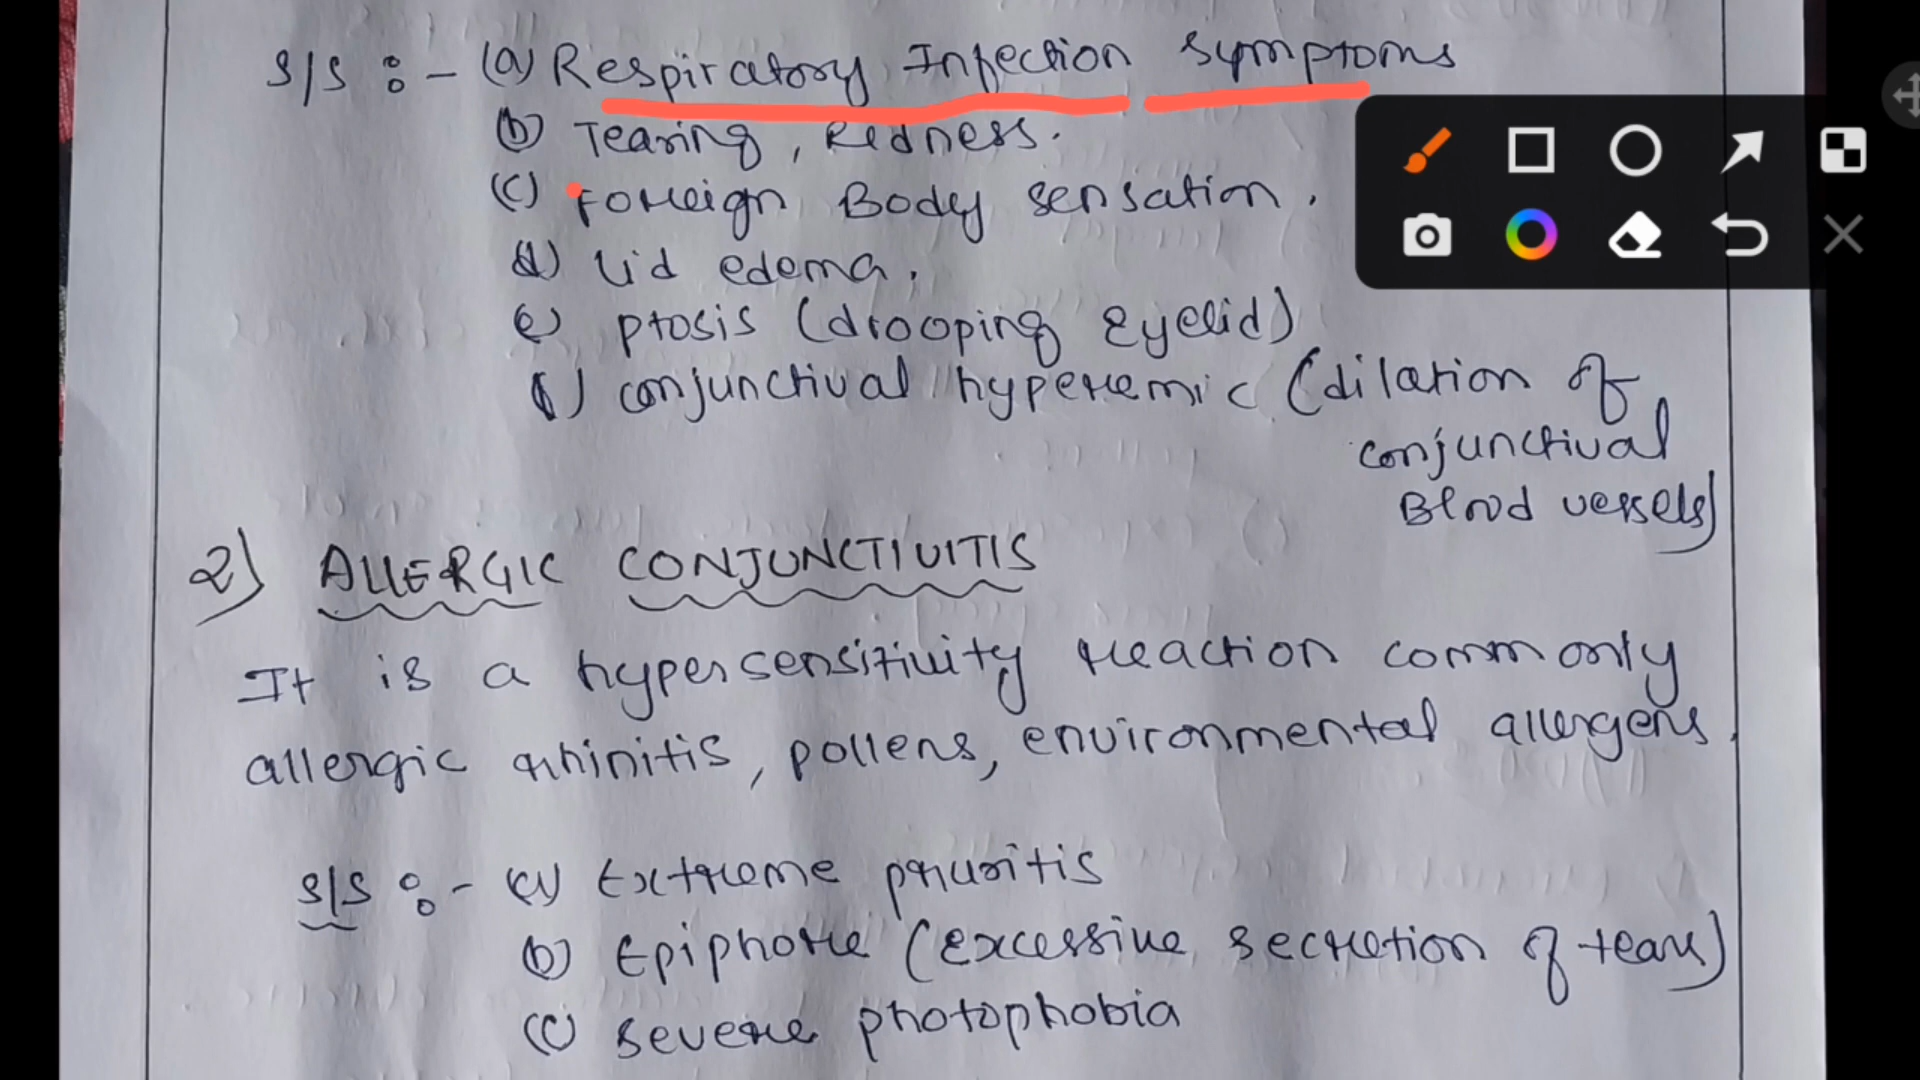 S/S :- (a) Respiratory Infection Symptoms
(b) Tearing, Redness.
(c) Foreign Body sensation.
(d) Lid edema.
(e) Ptosis (drooping Eyelid)
(f) conjunctival hyperemic (dilation of
conjunctival
Blood vessels)
2) ALLERGIC CONJUNCTIVITIS
It is a hypersensitivity reaction commonly
allergic rhinitis, pollens, environmental allergens.
S/S :- (a) Extreme pruritis
(b) Epiphore (excessive secretion of tears)
(c) severe photophobia